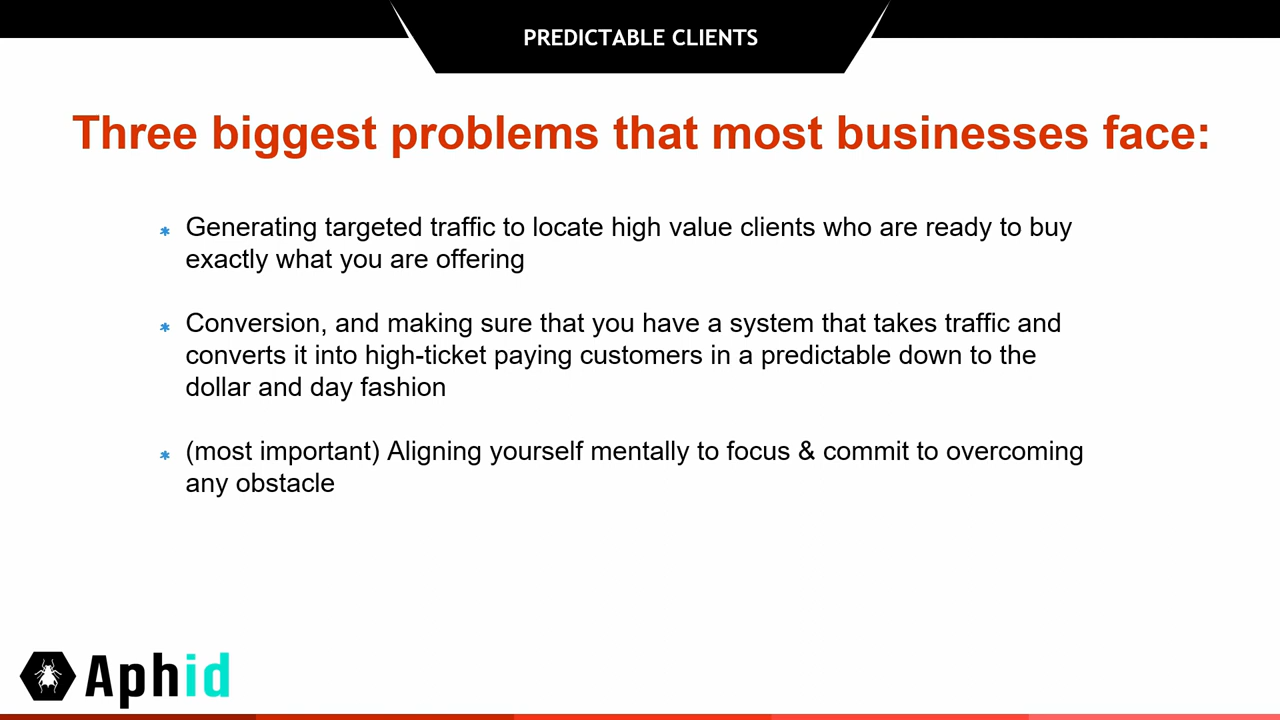 PREDICTABLE CLIENTS
Three biggest problems that most businesses face:
* Generating targeted traffic to locate high value clients who are ready to buy
exactly what you are offering
* Conversion, and making sure that you have a system that takes traffic and
converts it into high-ticket paying customers in a predictable down to the
dollar and day fashion
* (most important) Aligning yourself mentally to focus & commit to overcoming
any obstacle
Aphid